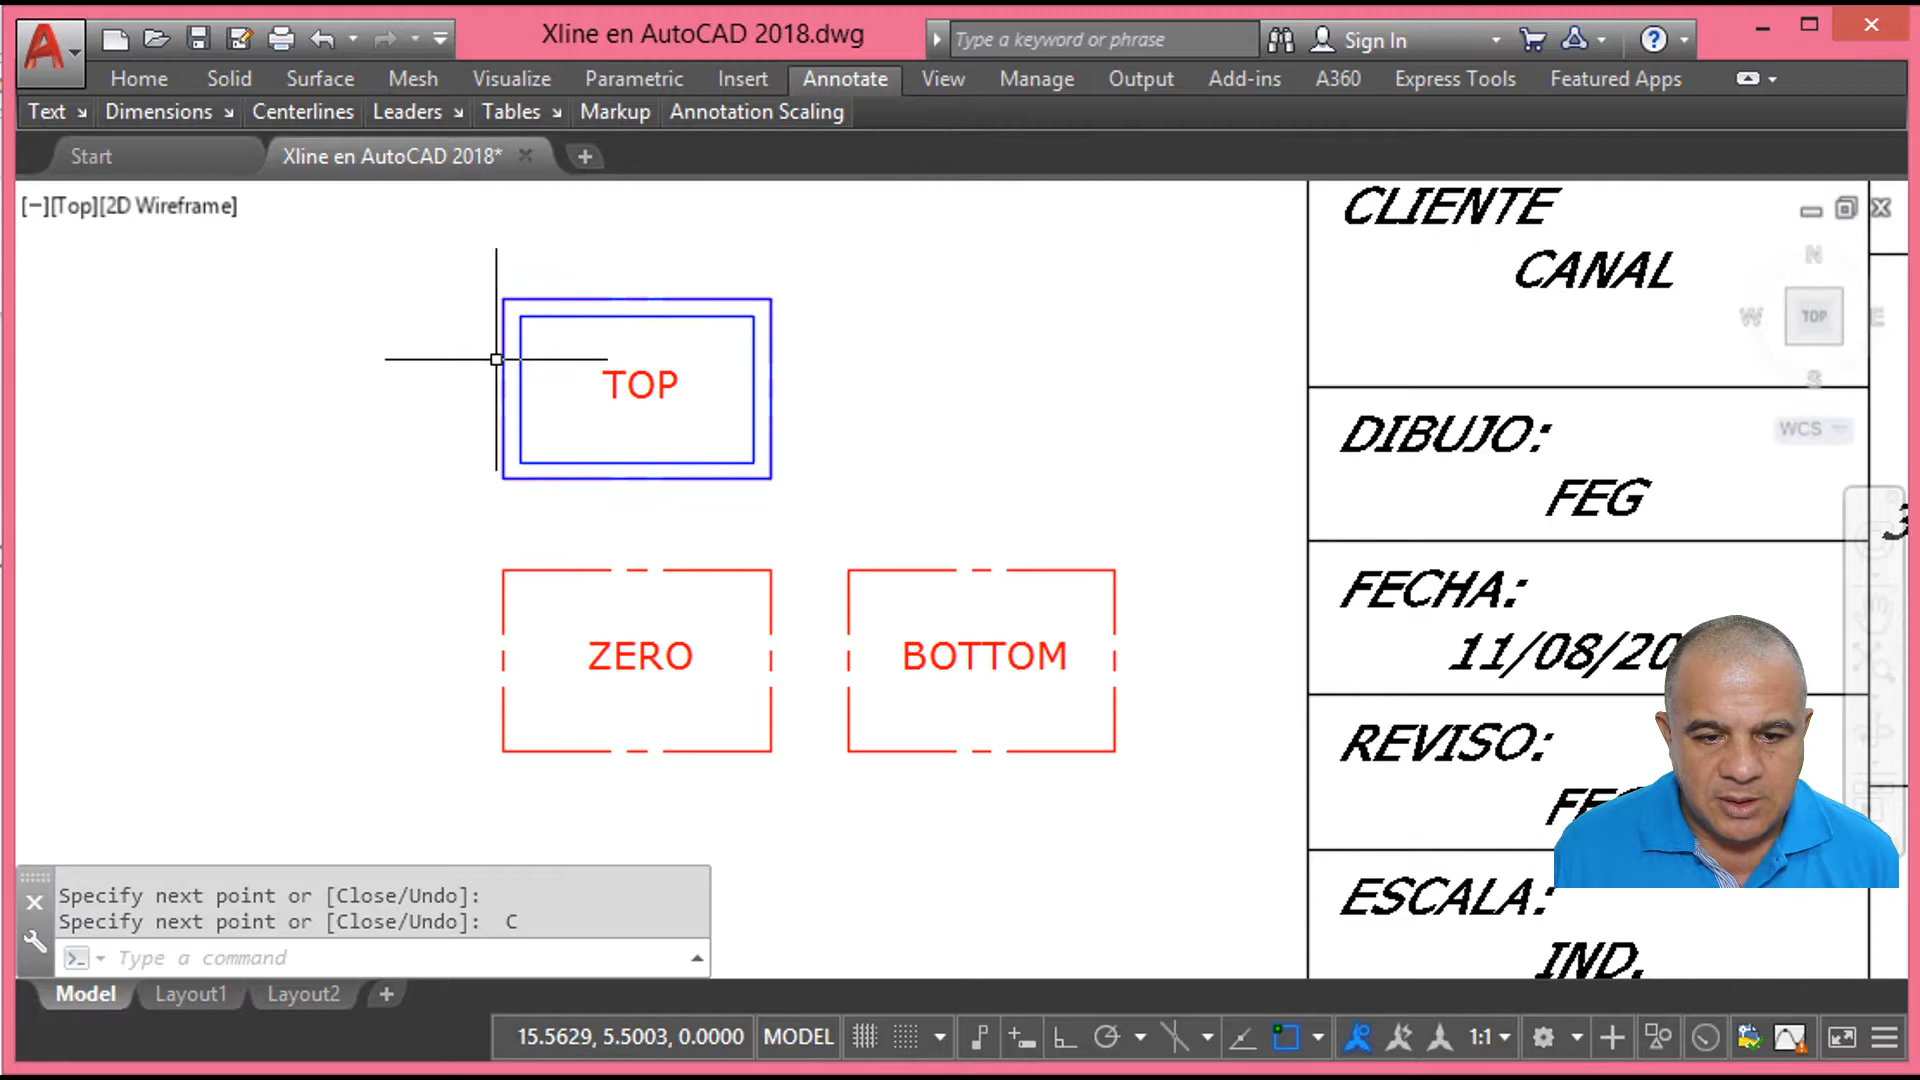 Xline en AutoCAD 2018.dwg
Type a keyword or phrase
Sign In
Home Solid Surface Mesh Visualize Parametric Insert Annotate View Manage Output Add-ins A360 Express Tools Featured Apps
Text Dimensions Centerlines Leaders Tables Markup Annotation Scaling
Start
Xline en AutoCAD 2018*
[−][Top][2D Wireframe]
TOP
ZERO
BOTTOM
CLIENTE
CANAL
DIBUJO:
FEG
FECHA:
11/08/20
REVISO:
ESCALA:
IND.
N
W TOP E
S
WCS
3
Specify next point or [Close/Undo]:
Specify next point or [Close/Undo]: C
Type a command
Model Layout1 Layout2
15.5629, 5.5003, 0.0000 MODEL 1:1